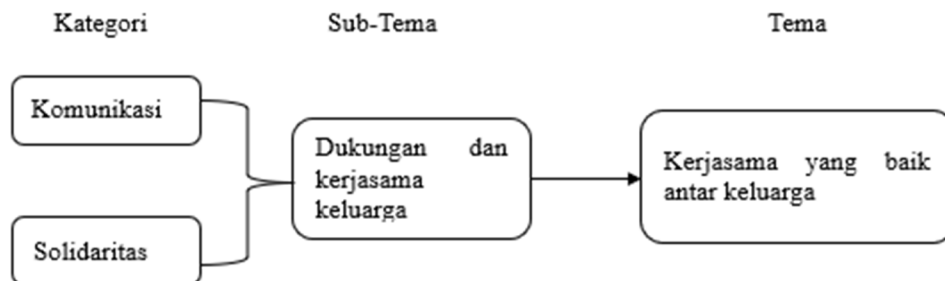 Kategori
Sub-Tema
Tema
Komunikasi
Solidaritas
Dukungan dan
kerjasama
keluarga
Kerjasama yang baik
antar keluarga